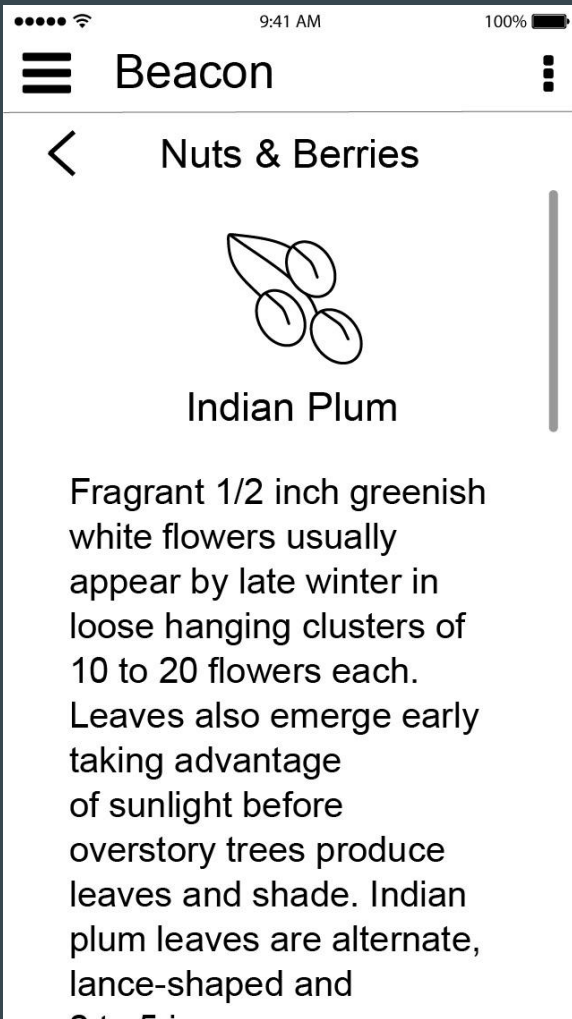 9:41 AM 100%
Beacon
Nuts & Berries
Indian Plum
Fragrant 1/2 inch greenish
white flowers usually
appear by late winter in
loose hanging clusters of
10 to 20 flowers each.
Leaves also emerge early
taking advantage
of sunlight before
overstory trees produce
leaves and shade. Indian
plum leaves are alternate,
lance-shaped and